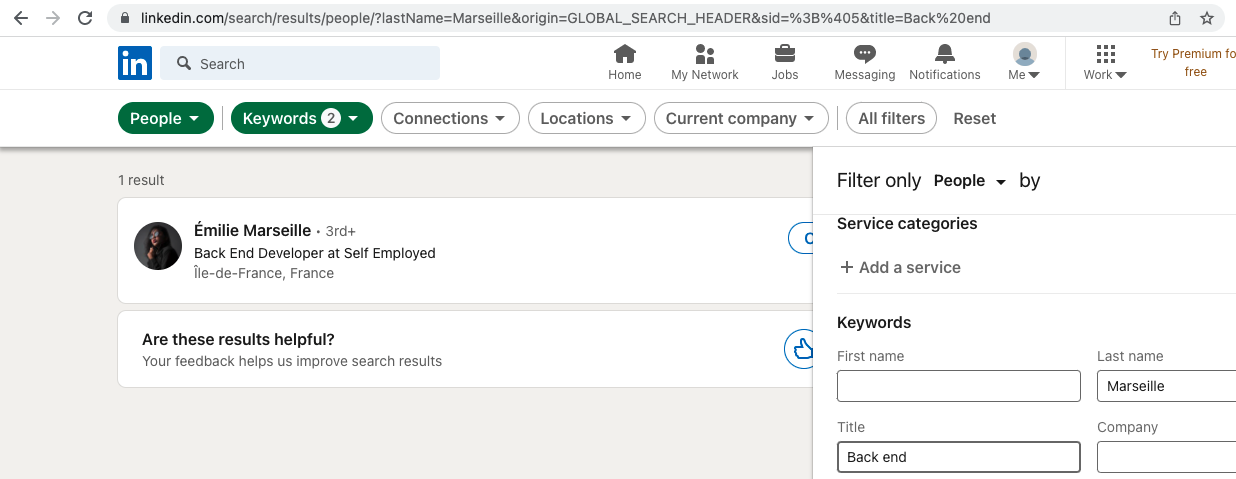 linkedin.com/search/results/people/?lastName=Marseille&origin=GLOBAL_SEARCH_HEADER&sid=%3B%405&title=Back%20end
in
Search
Home
My Network
Jobs
Messaging
Notifications
Me
Work
Try Premium fo
free
People
Keywords 2
Connections
Locations
Current company
All filters
Reset
1 result
Émilie Marseille • 3rd+
Back End Developer at Self Employed
Île-de-France, France
Are these results helpful?
Your feedback helps us improve search results
Filter only People by
Service categories
+ Add a service
Keywords
First name
Last name
Marseille
Title
Company
Back end